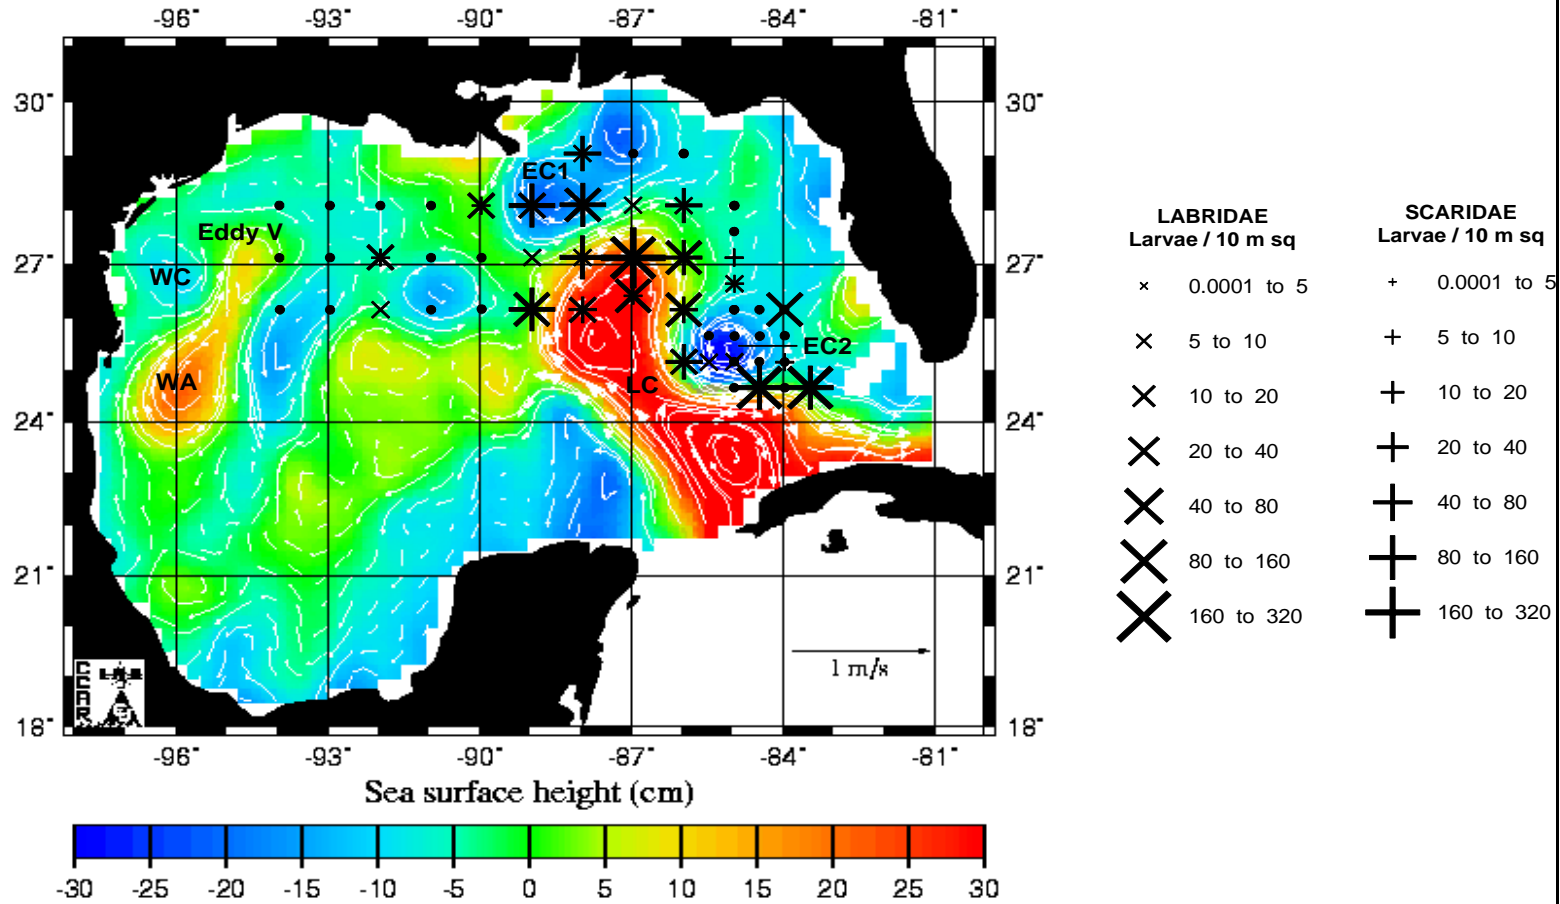 -96° -93° -90° -87° -84° -81°
30° 30°
EC1
Eddy V
27° 27°
WC
EC2
WA LC
24° 24°
21° 21°
1 m/s
18° 18°
-96° -93° -90° -87° -84° -81°
Sea surface height (cm)
-30 -25 -20 -15 -10 -5 0 5 10 15 20 25 30
LABRIDAE
Larvae / 10 m sq
0.0001 to 5
5 to 10
10 to 20
20 to 40
40 to 80
80 to 160
160 to 320
SCARIDAE
Larvae / 10 m sq
0.0001 to 5
5 to 10
10 to 20
20 to 40
40 to 80
80 to 160
160 to 320